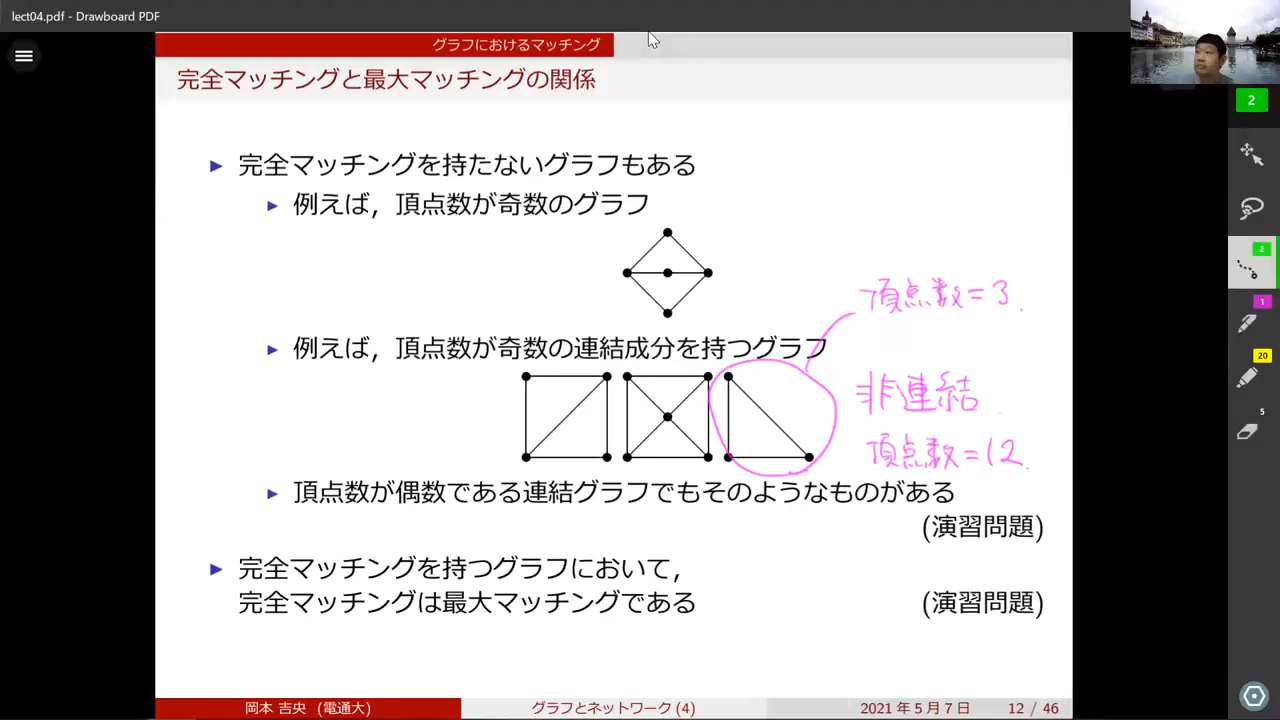 lect04.pdf - Drawboard PDF
グラフにおけるマッチング
完全マッチングと最大マッチングの関係
▶ 完全マッチングを持たないグラフもある
▶ 例えば，頂点数が奇数のグラフ
頂点数=3
▶ 例えば，頂点数が奇数の連結成分を持つグラフ
非連結
頂点数=12
▶ 頂点数が偶数である連結グラフでもそのようなものがある
(演習問題)
▶ 完全マッチングを持つグラフにおいて，
完全マッチングは最大マッチングである (演習問題)
岡本 吉央 (電通大) グラフとネットワーク (4) 2021 年 5 月 7 日 12 / 46
2
2
1
20
5